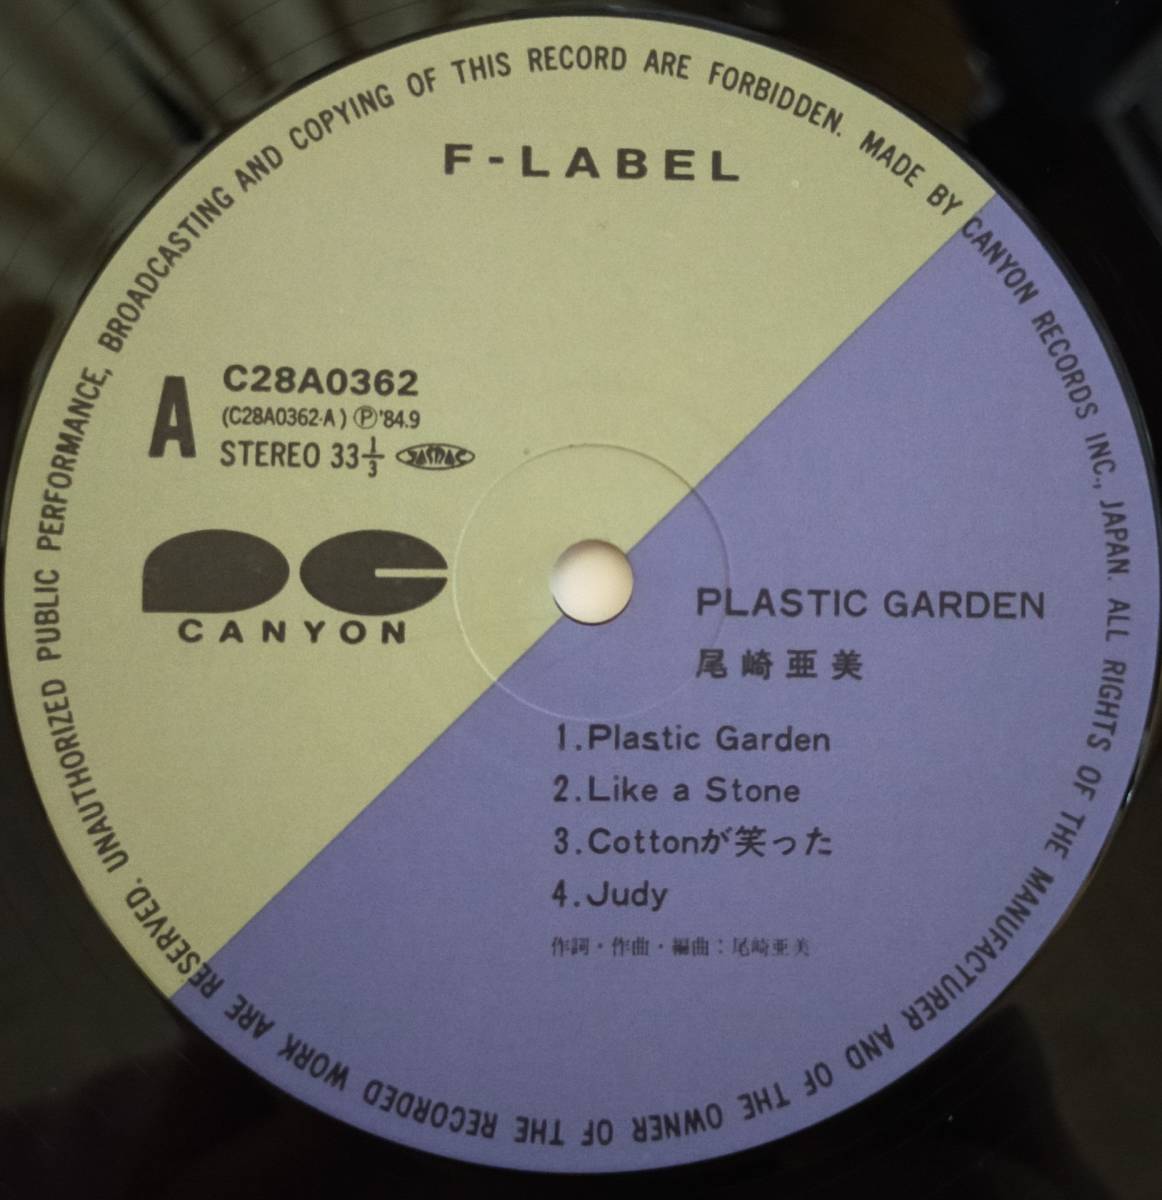 UNAUTHORIZED PUBLIC PERFORMANCE, BROADCASTING AND COPYING OF THIS RECORD ARE FORBIDDEN. MADE BY CANYON RECORDS INC., JAPAN. ALL RIGHTS OF THE MANUFACTURER AND OF THE OWNER OF THE RECORDED WORK ARE RESERVED.
F-LABEL
A
C28A0362
(C28A0362-A) Ⓟ'84.9
STEREO 33 1/3 JASRAC
CANYON
PLASTIC GARDEN
尾崎亜美
1.Plastic Garden
2.Like a Stone
3.Cottonが笑った
4.Judy
作詞・作曲・編曲：尾崎亜美